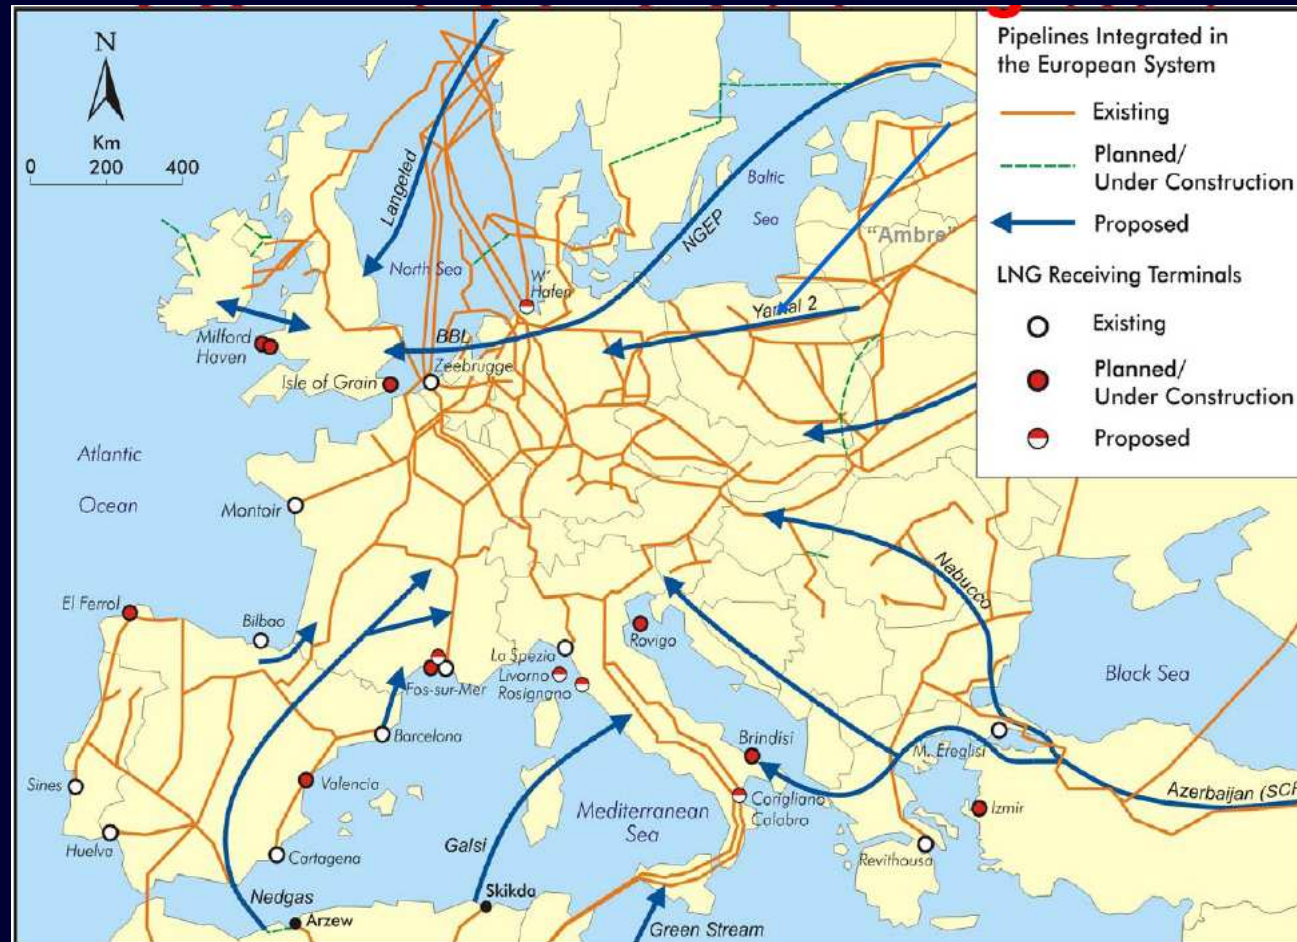 N
Km
0 200 400
Pipelines Integrated in
the European System
Existing
Planned/
Under Construction
Proposed
LNG Receiving Terminals
Existing
Planned/
Under Construction
Proposed
Langeled
North Sea
Baltic
Sea
NGEP
"Ambre"
W'
Hafen
Yamal 2
BBL
Zeebrugge
Milford
Haven
Isle of Grain
Atlantic
Ocean
Montoir
El Ferrol
Bilbao
La Spezia
Livorno
Rosignano
Rovigo
Fos-sur-Mer
Nabucco
Black Sea
Barcelona
Brindisi
M. Ereglisi
Sines
Valencia
Mediterranean
Sea
Corigliano
Calabro
Azerbaijan (SCP
Izmir
Huelva
Cartagena
Galsi
Revithousa
Nedgas
Skikda
Arzew
Green Stream